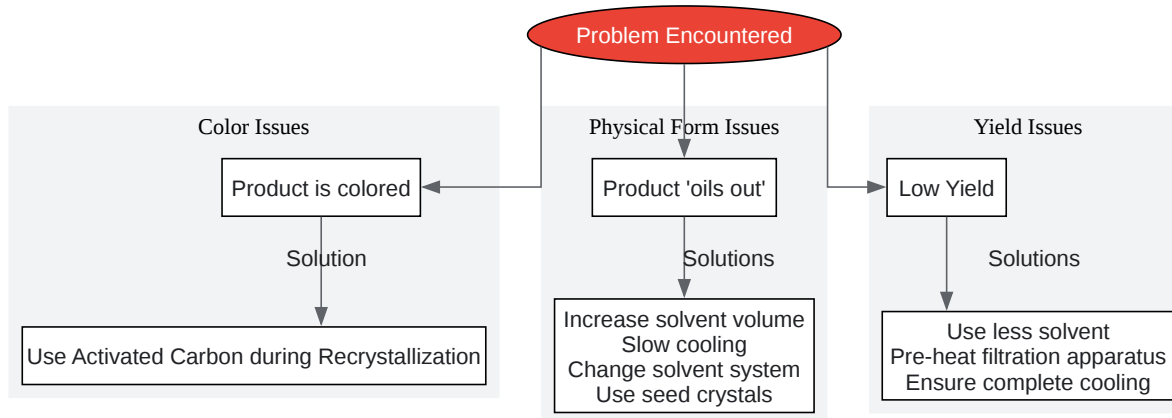 Problem Encountered
Color Issues
Product is colored
Solution
Use Activated Carbon during Recrystallization
Physical Form Issues
Product 'oils out'
Solutions
Increase solvent volume
Slow cooling
Change solvent system
Use seed crystals
Yield Issues
Low Yield
Solutions
Use less solvent
Pre-heat filtration apparatus
Ensure complete cooling